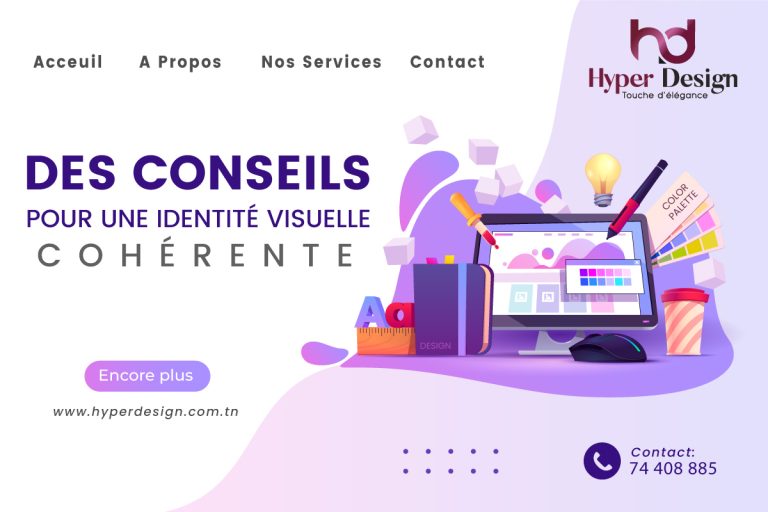 Acceuil A Propos Nos Services Contact
hd
Hyper Design
Touche d'élégance
DES CONSEILS
POUR UNE IDENTITÉ VISUELLE
COHÉRENTE
COLOR
PALETTE
Aa
DESIGN
Encore plus
www.hyperdesign.com.tn
Contact:
74 408 885